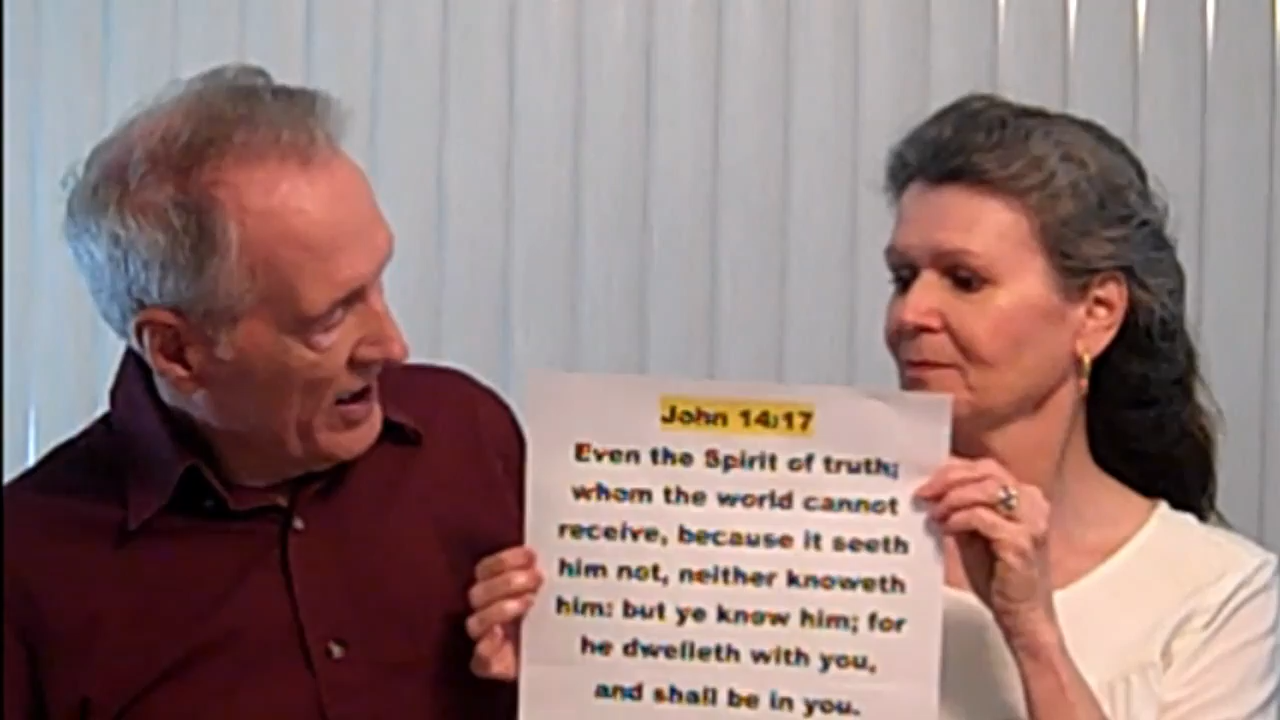 John 14:17
Even the Spirit of truth;
whom the world cannot
receive, because it seeth
him not, neither knoweth
him: but ye know him; for
he dwelleth with you,
and shall be in you.